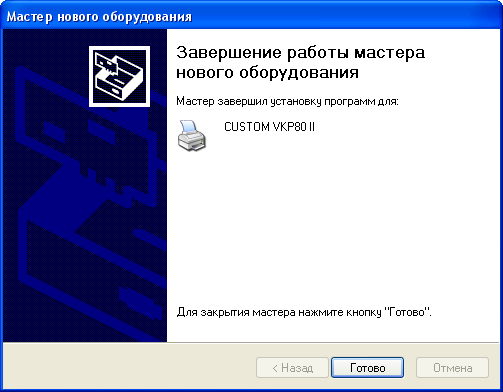 Мастер нового оборудования
Завершение работы мастера
нового оборудования
Мастер завершил установку программ для:
CUSTOM VKP80 II
Для закрытия мастера нажмите кнопку "Готово".
< Назад
Готово
Отмена